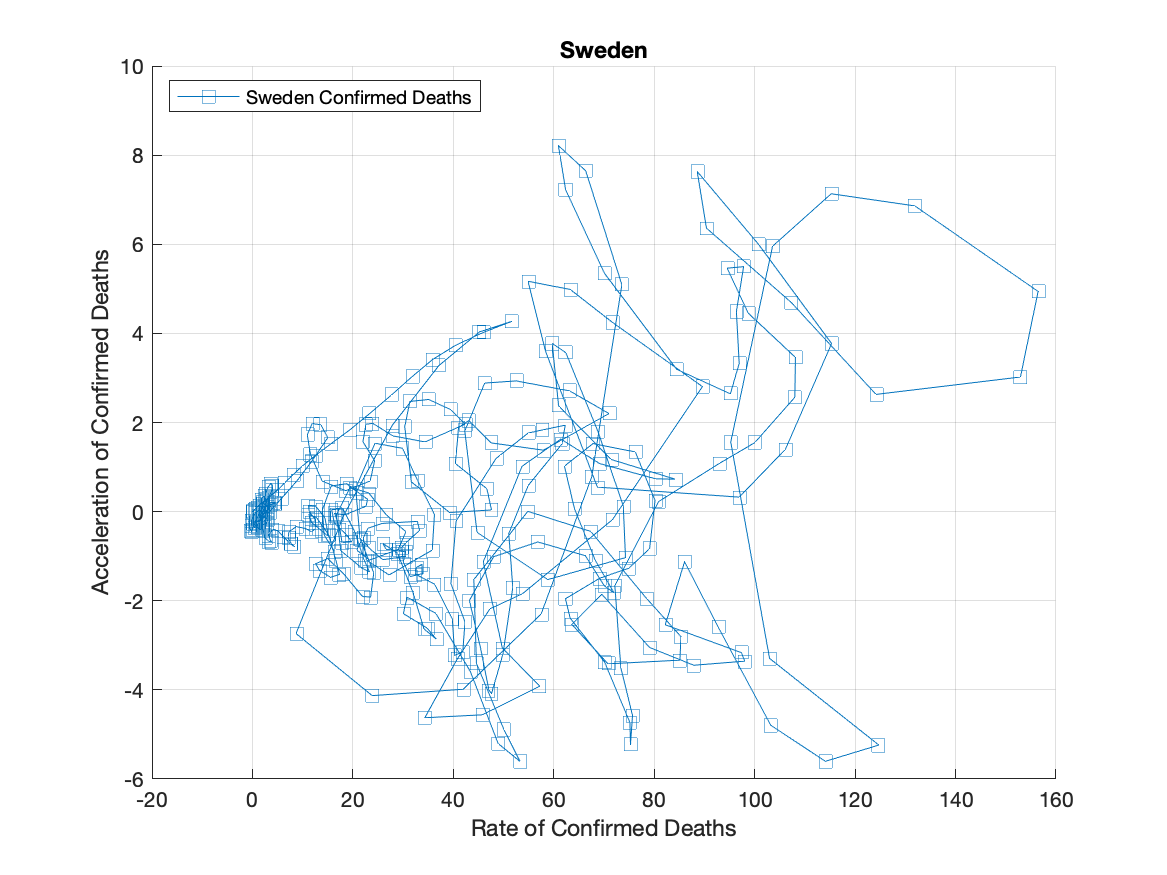 Sweden
Sweden Confirmed Deaths
10
8
6
4
2
0
-2
-4
-6
Acceleration of Confirmed Deaths
-20 0 20 40 60 80 100 120 140 160
Rate of Confirmed Deaths